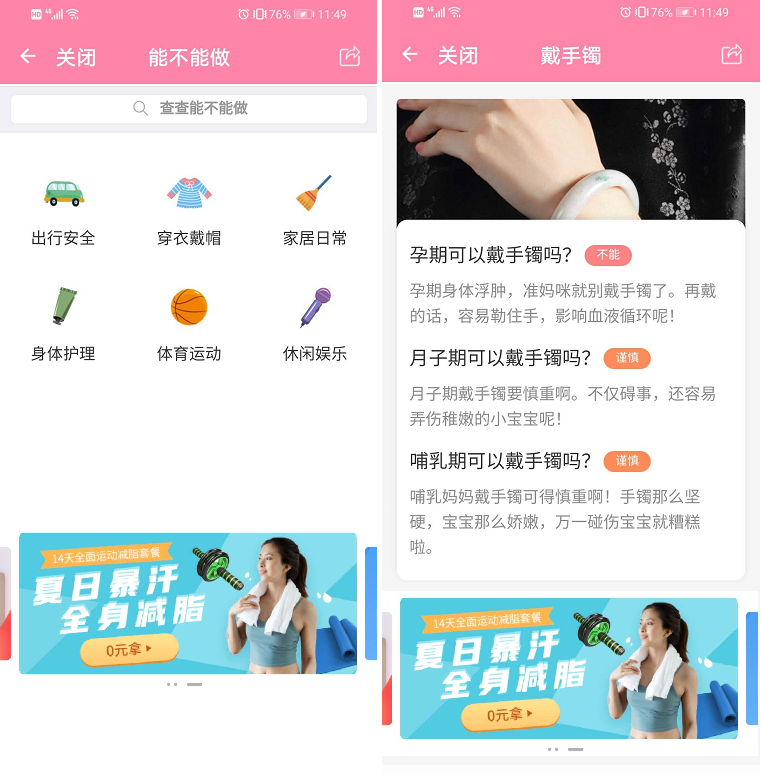 HD 4G 76% 11:49
关闭 能不能做
查查能不能做
出行安全 穿衣戴帽 家居日常
身体护理 体育运动 休闲娱乐
14天全面运动减脂套餐
夏日暴汗
全身减脂
0元拿
HD 4G 76% 11:49
关闭 戴手镯
孕期可以戴手镯吗？ 不能
孕期身体浮肿，准妈咪就别戴手镯了。再戴
的话，容易勒住手，影响血液循环呢！
月子期可以戴手镯吗？ 谨慎
月子期戴手镯要慎重啊。不仅碍事，还容易
弄伤稚嫩的小宝宝呢！
哺乳期可以戴手镯吗？ 谨慎
哺乳妈妈戴手镯可得慎重啊！手镯那么坚
硬，宝宝那么娇嫩，万一碰伤宝宝就糟糕
啦。
14天全面运动减脂套餐
夏日暴汗
全身减脂
0元拿